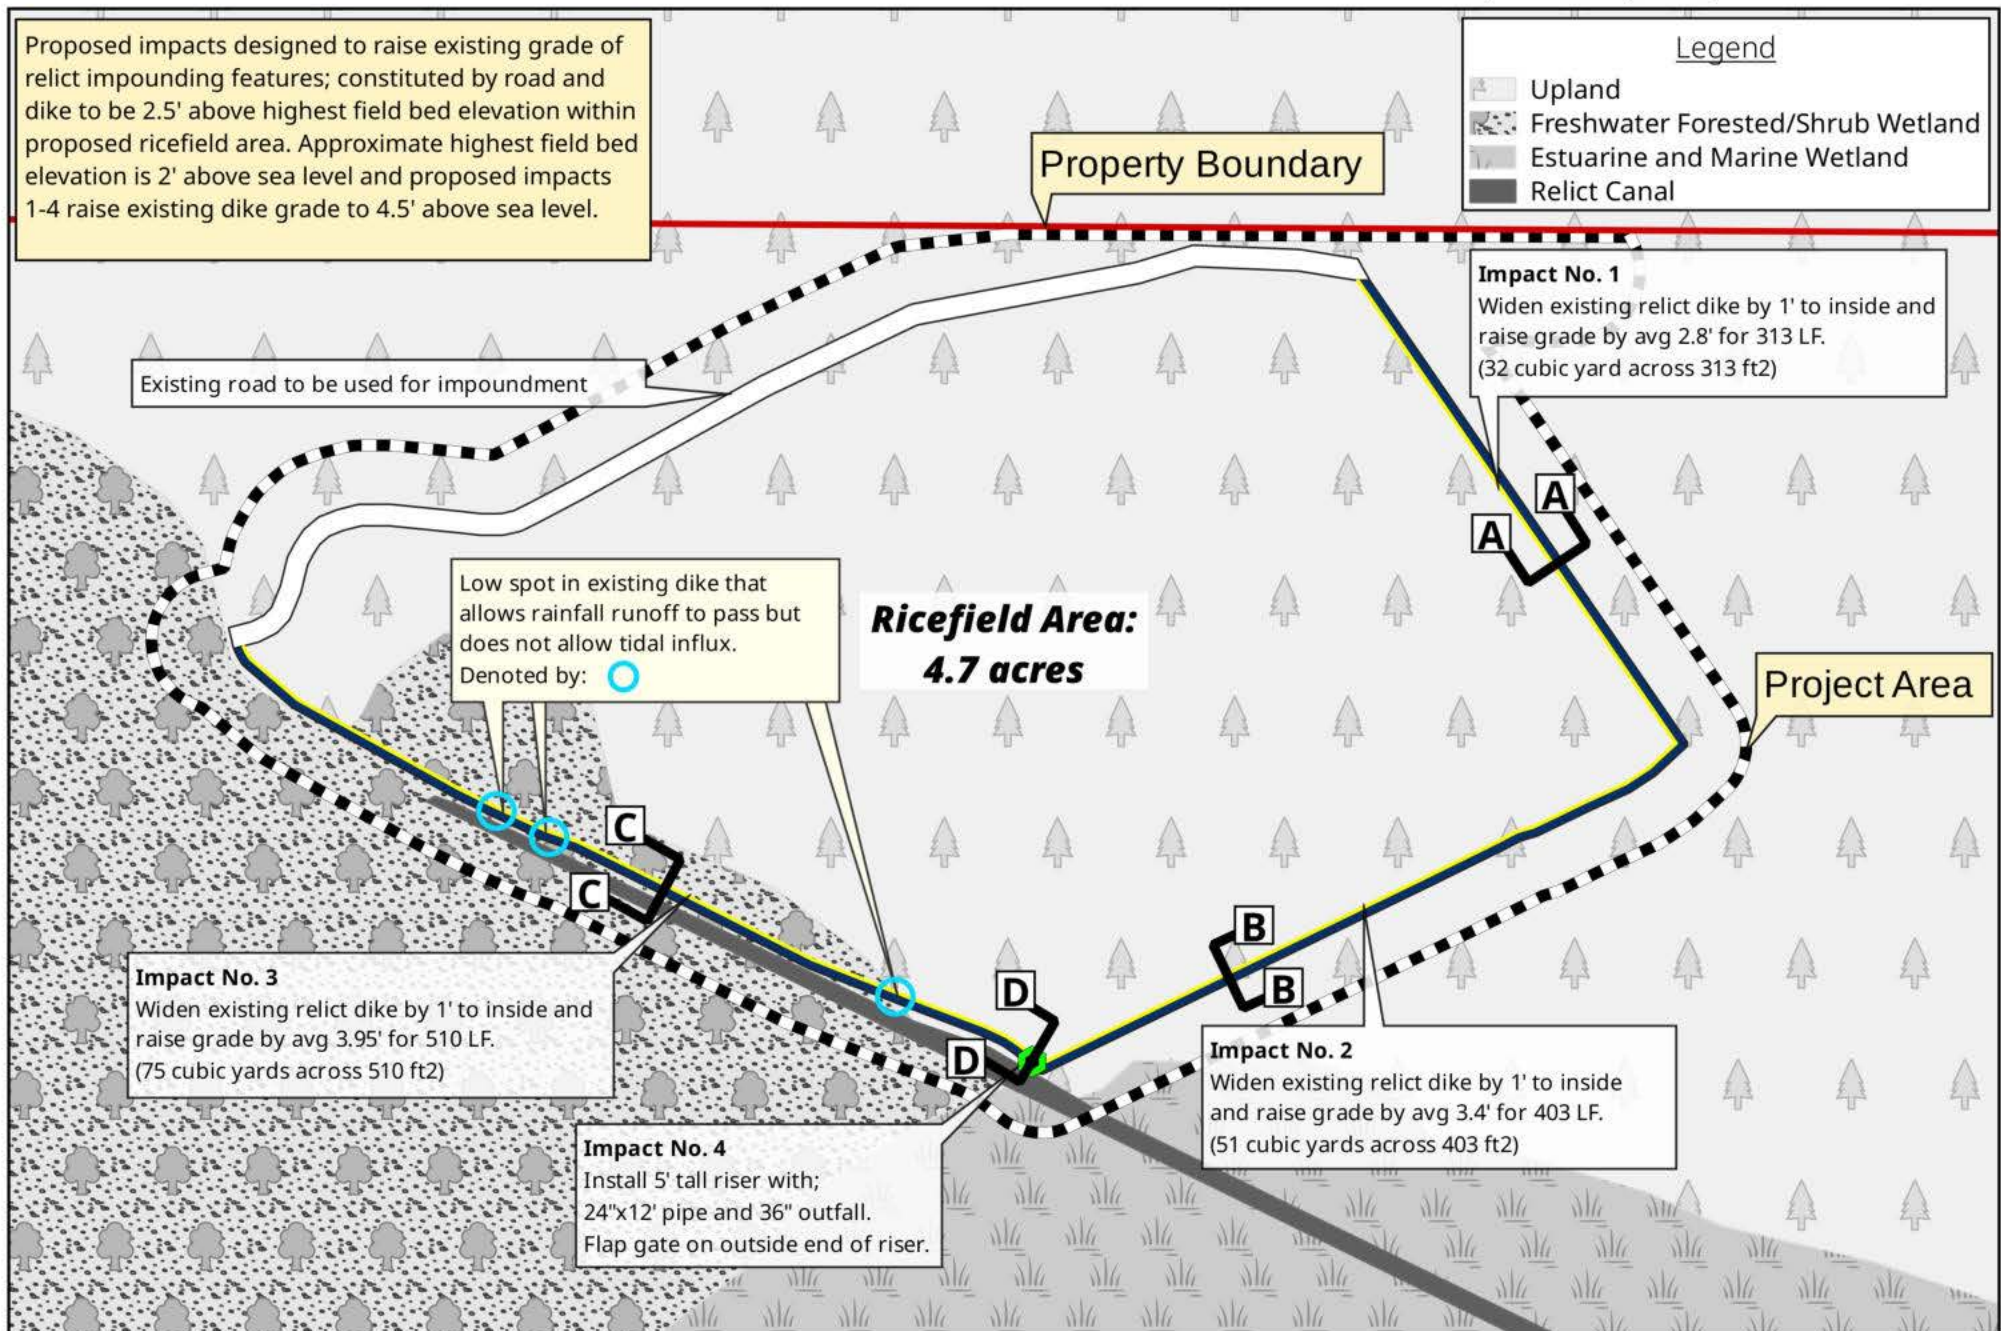 Proposed impacts designed to raise existing grade of
relict impounding features; constituted by road and
dike to be 2.5' above highest field bed elevation within
proposed ricefield area. Approximate highest field bed
elevation is 2' above sea level and proposed impacts
1-4 raise existing dike grade to 4.5' above sea level.
Legend
Upland
Freshwater Forested/Shrub Wetland
Estuarine and Marine Wetland
Relict Canal
Property Boundary
Impact No. 1
Widen existing relict dike by 1' to inside and
raise grade by avg 2.8' for 313 LF.
(32 cubic yard across 313 ft2)
Existing road to be used for impoundment
A
A
Low spot in existing dike that
allows rainfall runoff to pass but
does not allow tidal influx.
Denoted by:
Ricefield Area:
4.7 acres
Project Area
C
C
B
B
D
D
Impact No. 3
Widen existing relict dike by 1' to inside and
raise grade by avg 3.95' for 510 LF.
(75 cubic yards across 510 ft2)
Impact No. 2
Widen existing relict dike by 1' to inside
and raise grade by avg 3.4' for 403 LF.
(51 cubic yards across 403 ft2)
Impact No. 4
Install 5' tall riser with;
24"x12' pipe and 36" outfall.
Flap gate on outside end of riser.